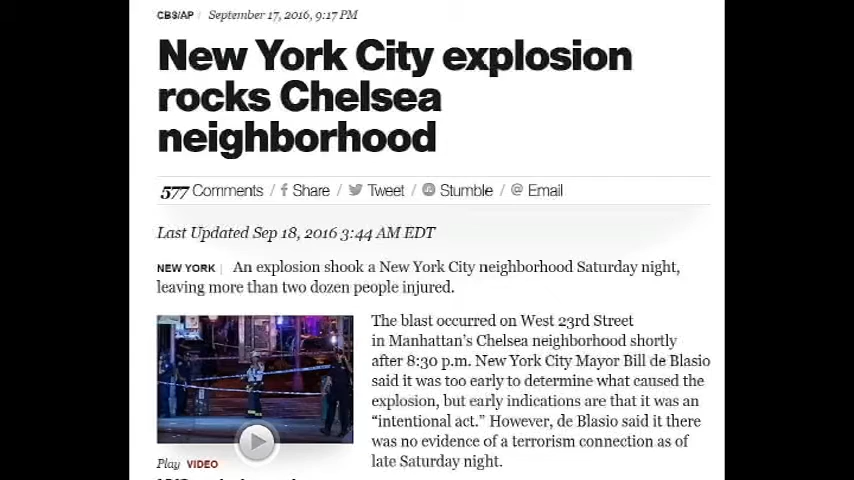 CBS/AP / September 17, 2016, 9:17 PM
New York City explosion
rocks Chelsea
neighborhood
577 Comments / f Share / Tweet / Stumble / @ Email
Last Updated Sep 18, 2016 3:44 AM EDT
NEW YORK | An explosion shook a New York City neighborhood Saturday night,
leaving more than two dozen people injured.
The blast occurred on West 23rd Street
in Manhattan's Chelsea neighborhood shortly
after 8:30 p.m. New York City Mayor Bill de Blasio
said it was too early to determine what caused the
explosion, but early indications are that it was an
“intentional act.” However, de Blasio said it there
was no evidence of a terrorism connection as of
late Saturday night.
Play VIDEO